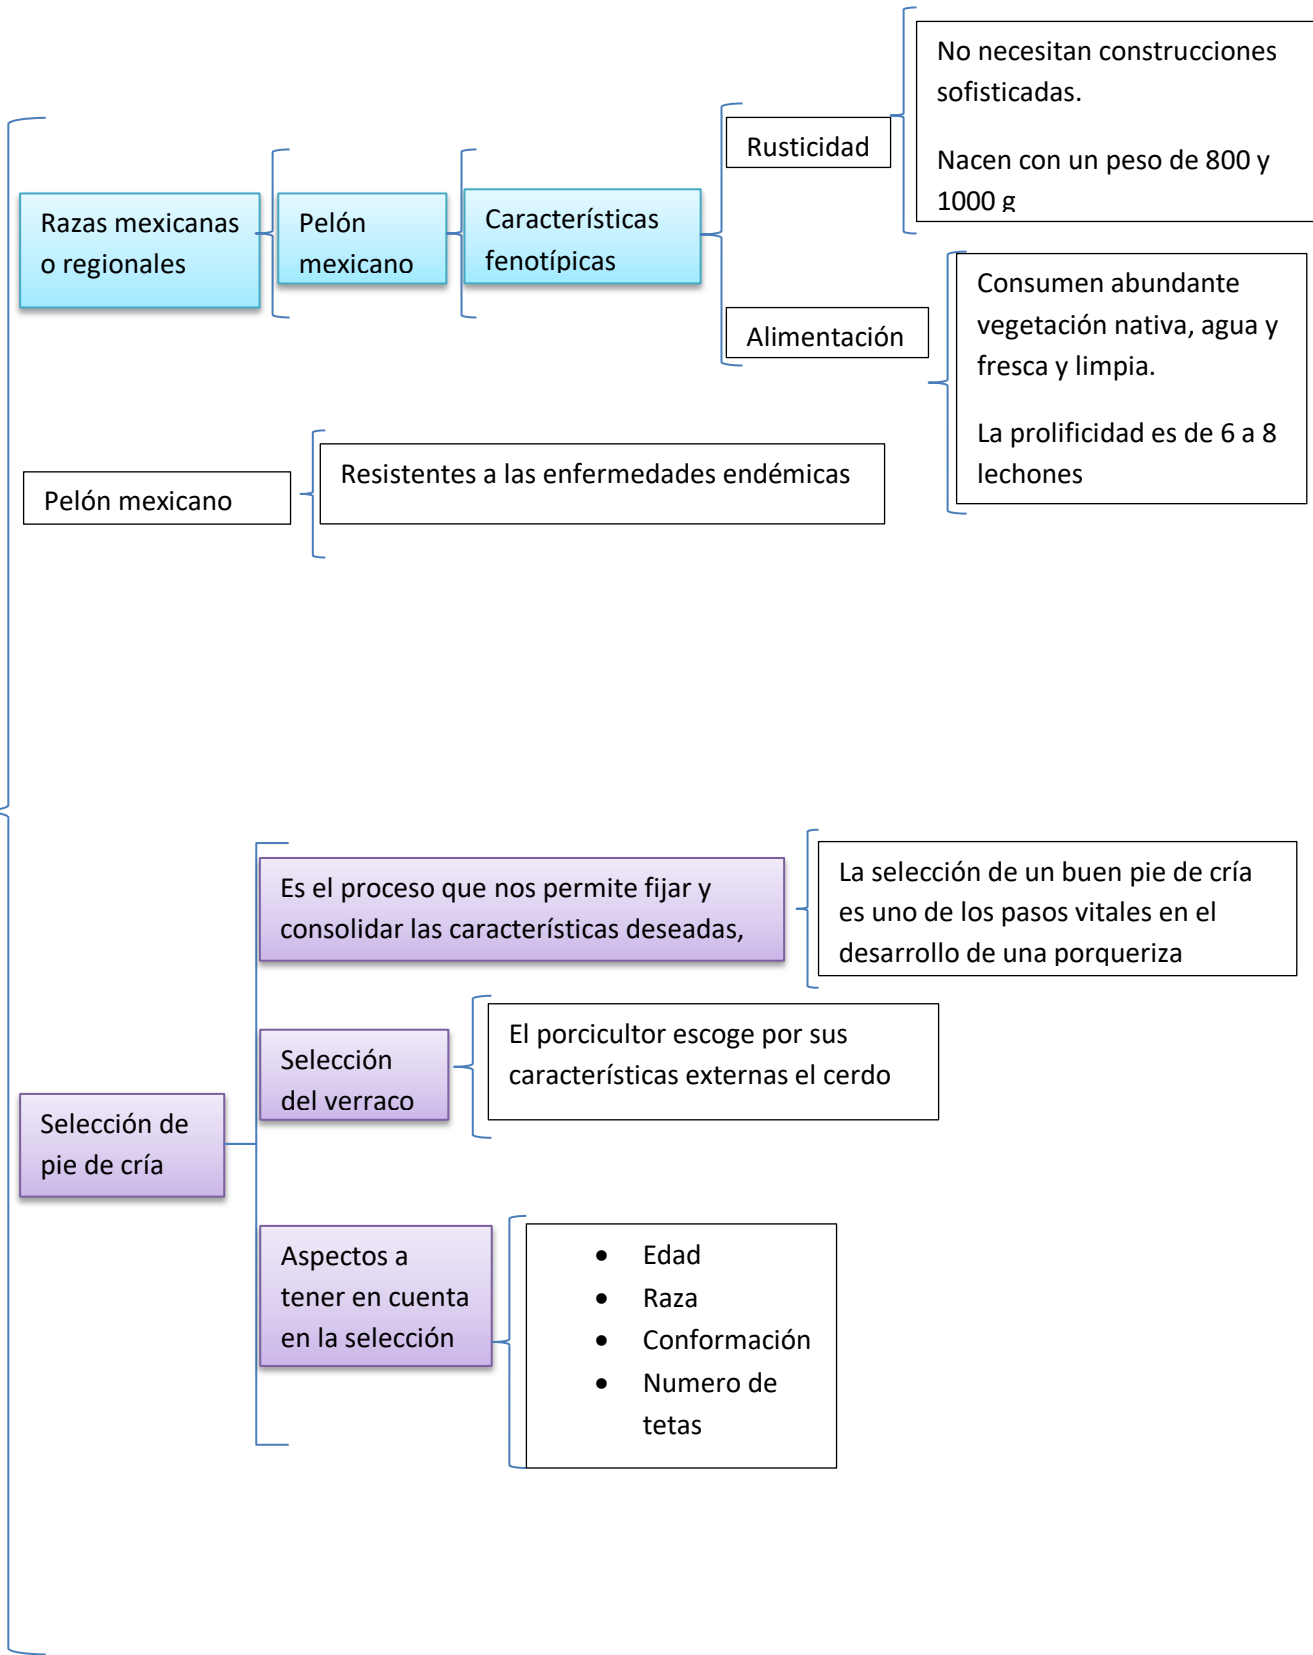 Razas mexicanas
o regionales
Pelón
mexicano
Característícas
fenotípicas
Rusticidad
No necesitan construcciones
sofisticadas.
Nacen con un peso de 800 y
1000 g
Alimentación
Consumen abundante
vegetación nativa, agua y
fresca y limpia.
La prolificidad es de 6 a 8
lechones
Pelón mexicano
Resistentes a las enfermedades endémicas
Selección de
pie de cría
Es el proceso que nos permite fijar y
consolidar las características deseadas,
La selección de un buen pie de cría
es uno de los pasos vitales en el
desarrollo de una porqueriza
Selección
del verraco
El porcicultor escoge por sus
características externas el cerdo
Aspectos a
tener en cuenta
en la selección
• Edad
• Raza
• Conformación
• Numero de
tetas